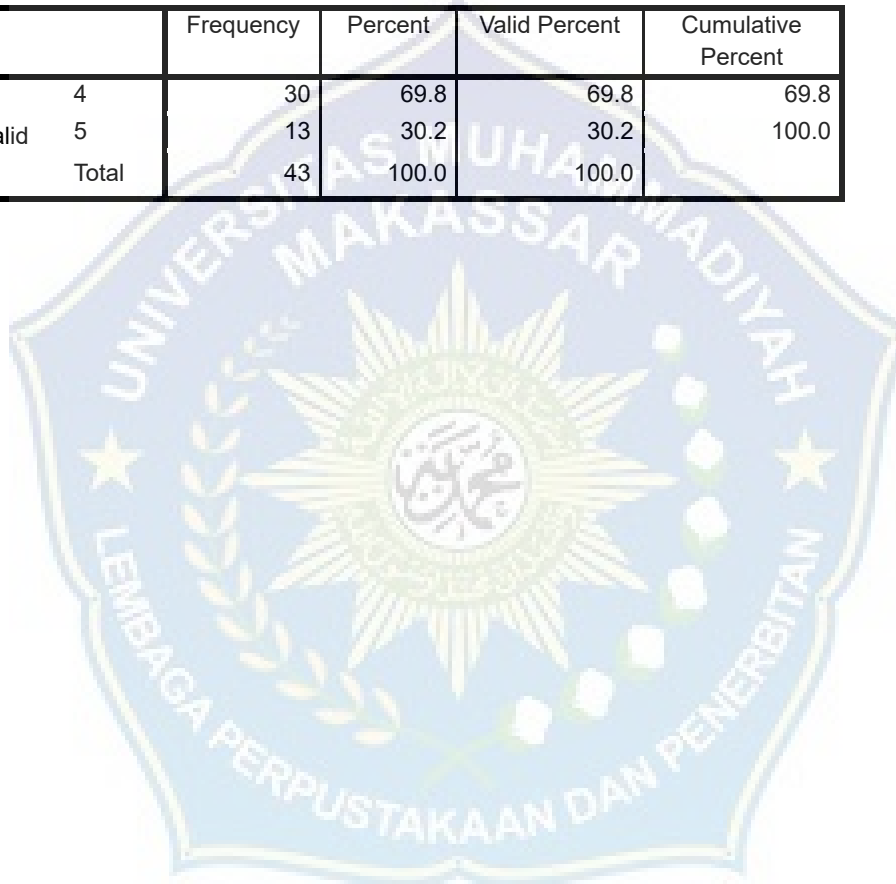 Frequency Percent Valid Percent Cumulative
Percent
4 30 69.8 69.8 69.8
alid 5 13 30.2 30.2 100.0
Total 43 100.0 100.0
UNIVERSITAS MUHAMMADIYAH
MAKASSAR
محمد
LEMBAGA PERPUSTAKAAN DAN PENERBITAN